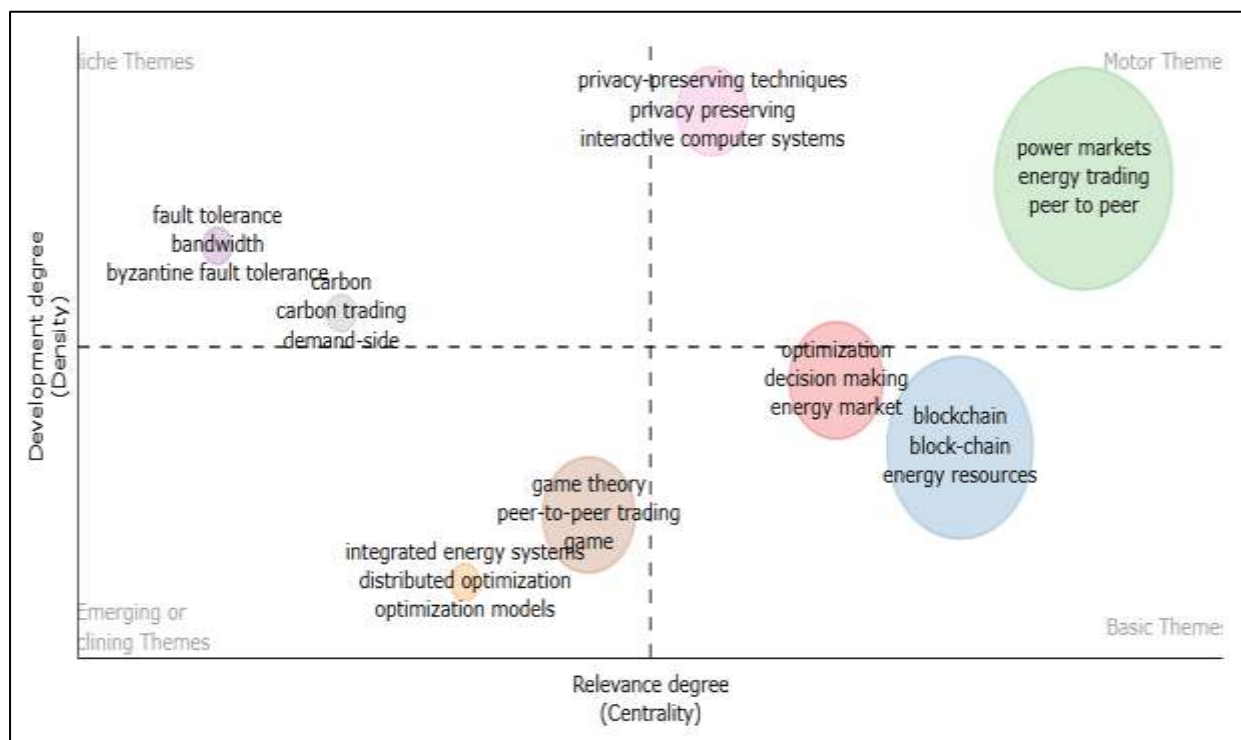 iche Themes
Motor Theme
privacy-preserving techniques
privacy preserving
interactive computer systems
power markets
energy trading
peer to peer
fault tolerance
bandwidth
byzantine fault tolerance
carbon
carbon trading
demand-side
optimization
decision making
energy market
blockchain
block-chain
energy resources
game theory
peer-to-peer trading
game
integrated energy systems
distributed optimization
optimization models
Emerging or
clining Themes
Basic Themes
Development degree
(Density)
Relevance degree
(Centrality)